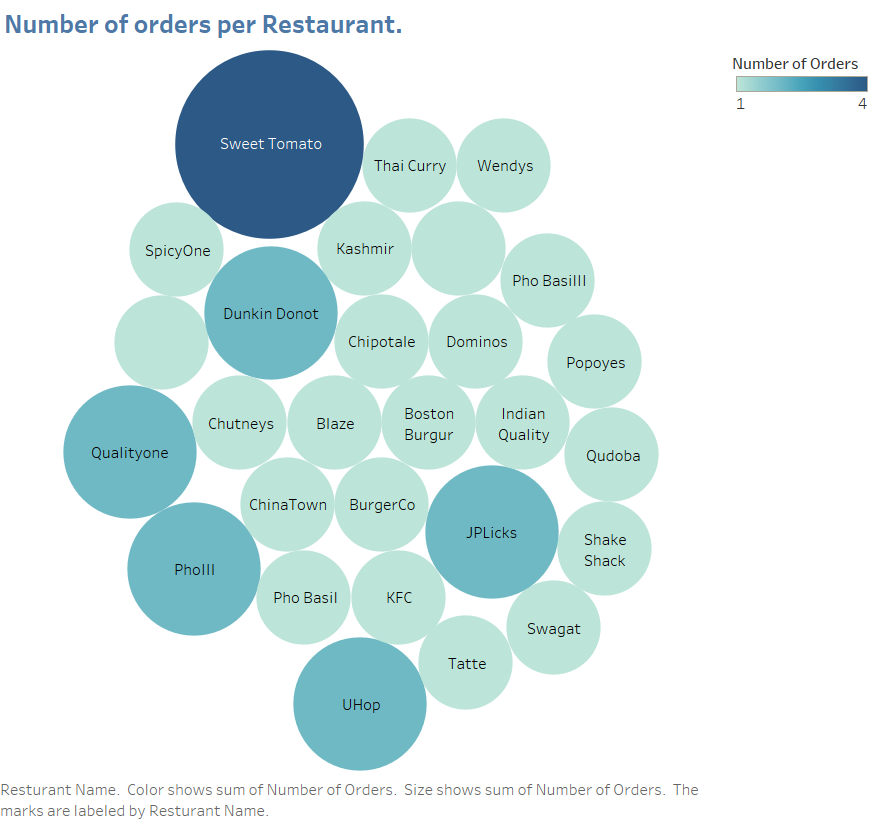 Number of orders per Restaurant.
Number of Orders
1 4
Sweet Tomato
Thai Curry
Wendys
SpicyOne
Kashmir
Pho BasilII
Dunkin Donot
Chipotale
Dominos
Popoyes
Chutneys
Blaze
Boston
Burgur
Indian
Quality
Qualityone
Qudoba
ChinaTown
BurgerCo
JPLicks
Shake
Shack
PhoIII
Pho Basil
KFC
Swagat
Tatte
UHop
Resturant Name.  Color shows sum of Number of Orders.  Size shows sum of Number of Orders.  The
marks are labeled by Resturant Name.